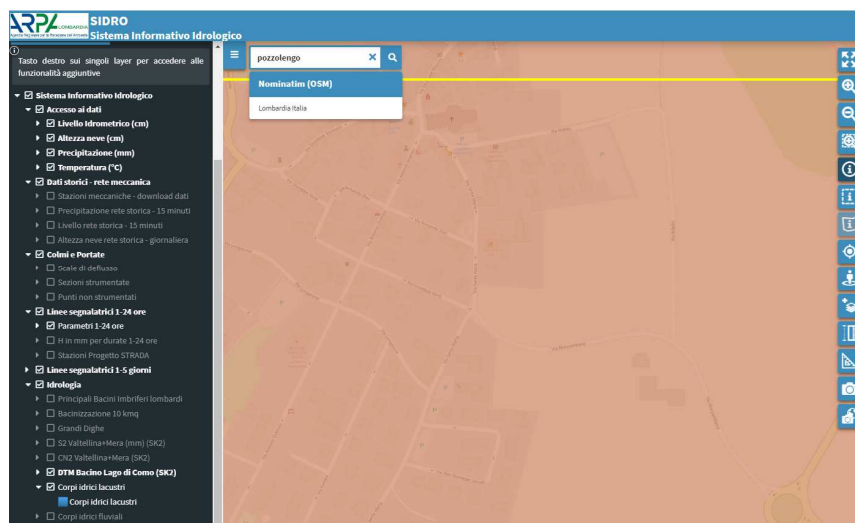 ARPA LOMBARDIA
SIDRO
Sistema Informativo Idrologico
Tasto destro sui singoli layer per accedere alle
funzionalità aggiuntive
Sistema Informativo Idrologico
Accesso ai dati
Livello Idrometrico (cm)
Altezza neve (cm)
Precipitazione (mm)
Temperatura (°C)
Dati storici - rete meccanica
Stazioni meccaniche - download dati
Precipitazione rete storica - 15 minuti
Livello rete storica - 15 minuti
Altezza neve rete storica - giornaliera
Colmi e Portate
Scale di deflusso
Sezioni strumentate
Punti non strumentati
Linee segnalatrici 1-24 ore
Parametri 1-24 ore
H in mm per durate 1-24 ore
Stazioni Progetto STRADA
Linee segnalatrici 1-5 giorni
Idrologia
Principali Bacini Imbriferi lombardi
Bacinizzazione 10 kmq
Grandi Dighe
S2 Valtellina+Mera (mm) (SK2)
CN2 Valtellina+Mera (SK2)
DTM Bacino Lago di Como (SK2)
Corpi idrici lacustri
Corpi idrici lacustri
Corpi idrici fluviali
pozzolengo
Nominatim (OSM)
Lombardia Italia